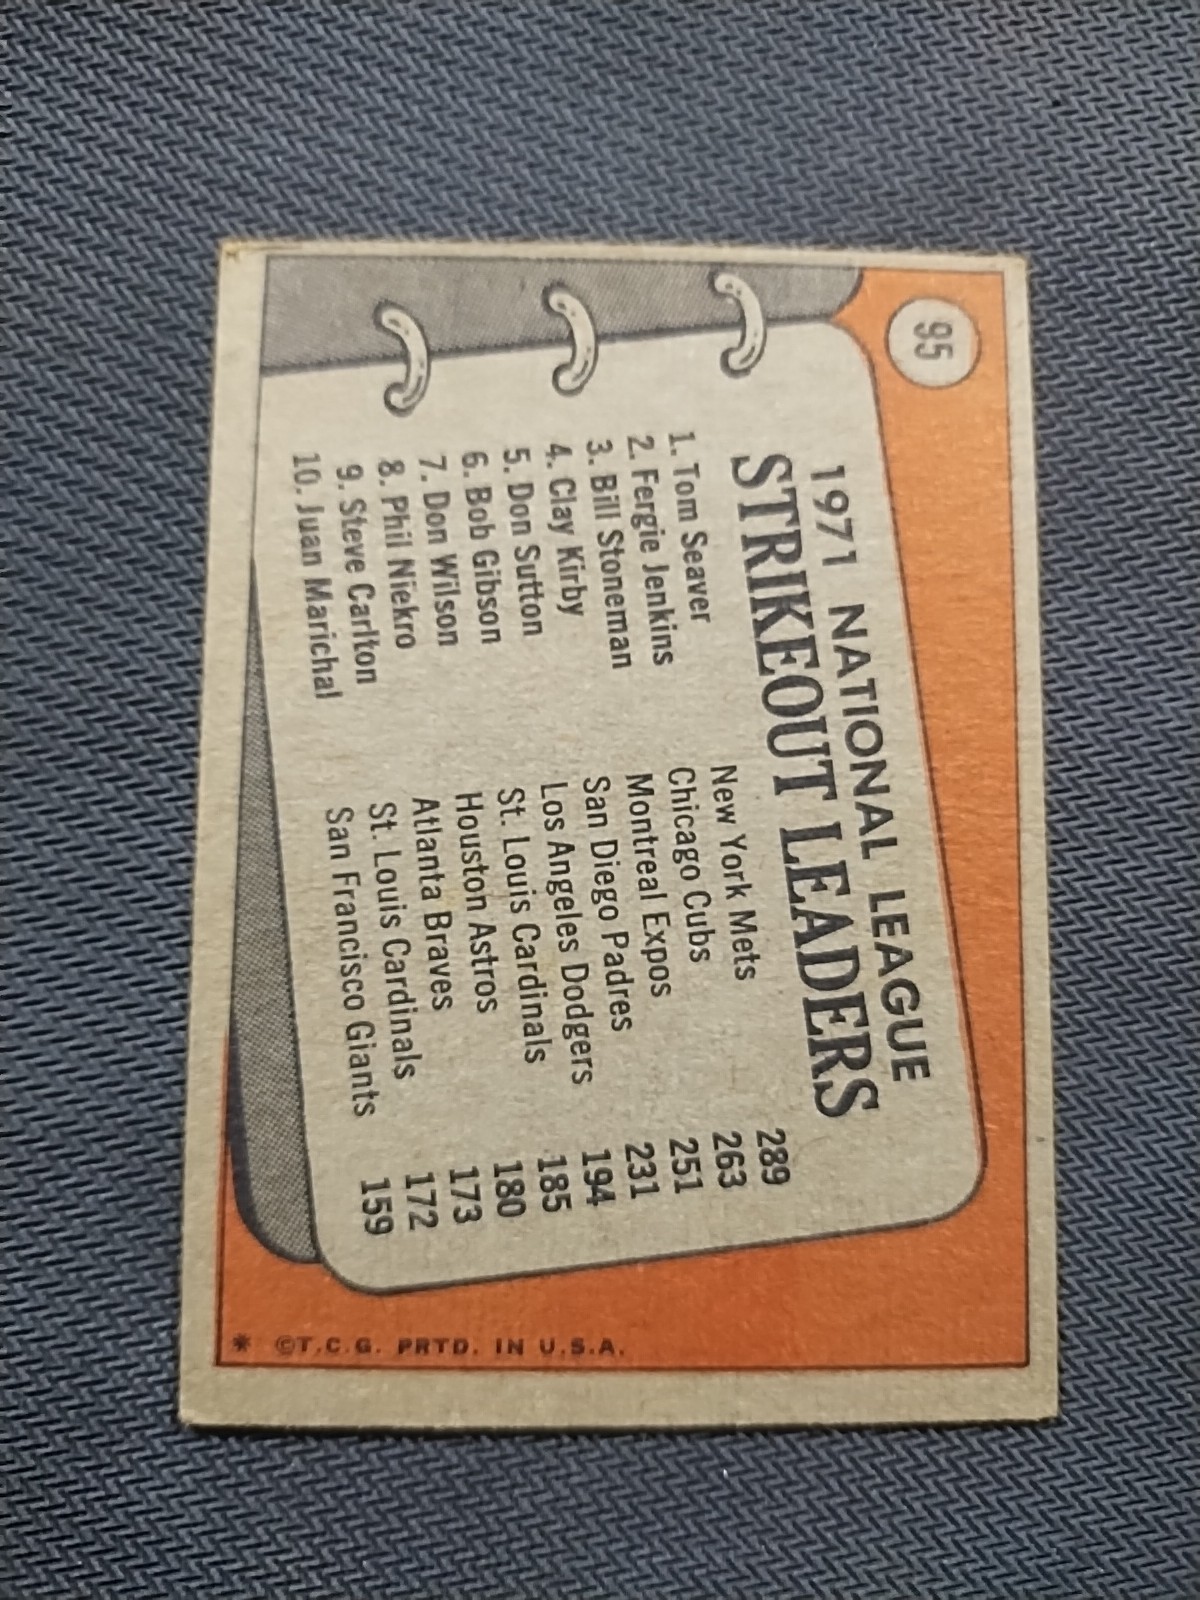 95
1971 NATIONAL LEAGUE
STRIKEOUT LEADERS
1. Tom Seaver New York Mets 289
2. Fergie Jenkins Chicago Cubs 263
3. Bill Stoneman Montreal Expos 251
4. Clay Kirby San Diego Padres 231
5. Don Sutton Los Angeles Dodgers 194
6. Bob Gibson St. Louis Cardinals 185
7. Don Wilson Houston Astros 180
8. Phil Niekro Atlanta Braves 173
9. Steve Carlton St. Louis Cardinals 172
10. Juan Marichal San Francisco Giants 159
* ©T.C.G. PRTD. IN U.S.A.